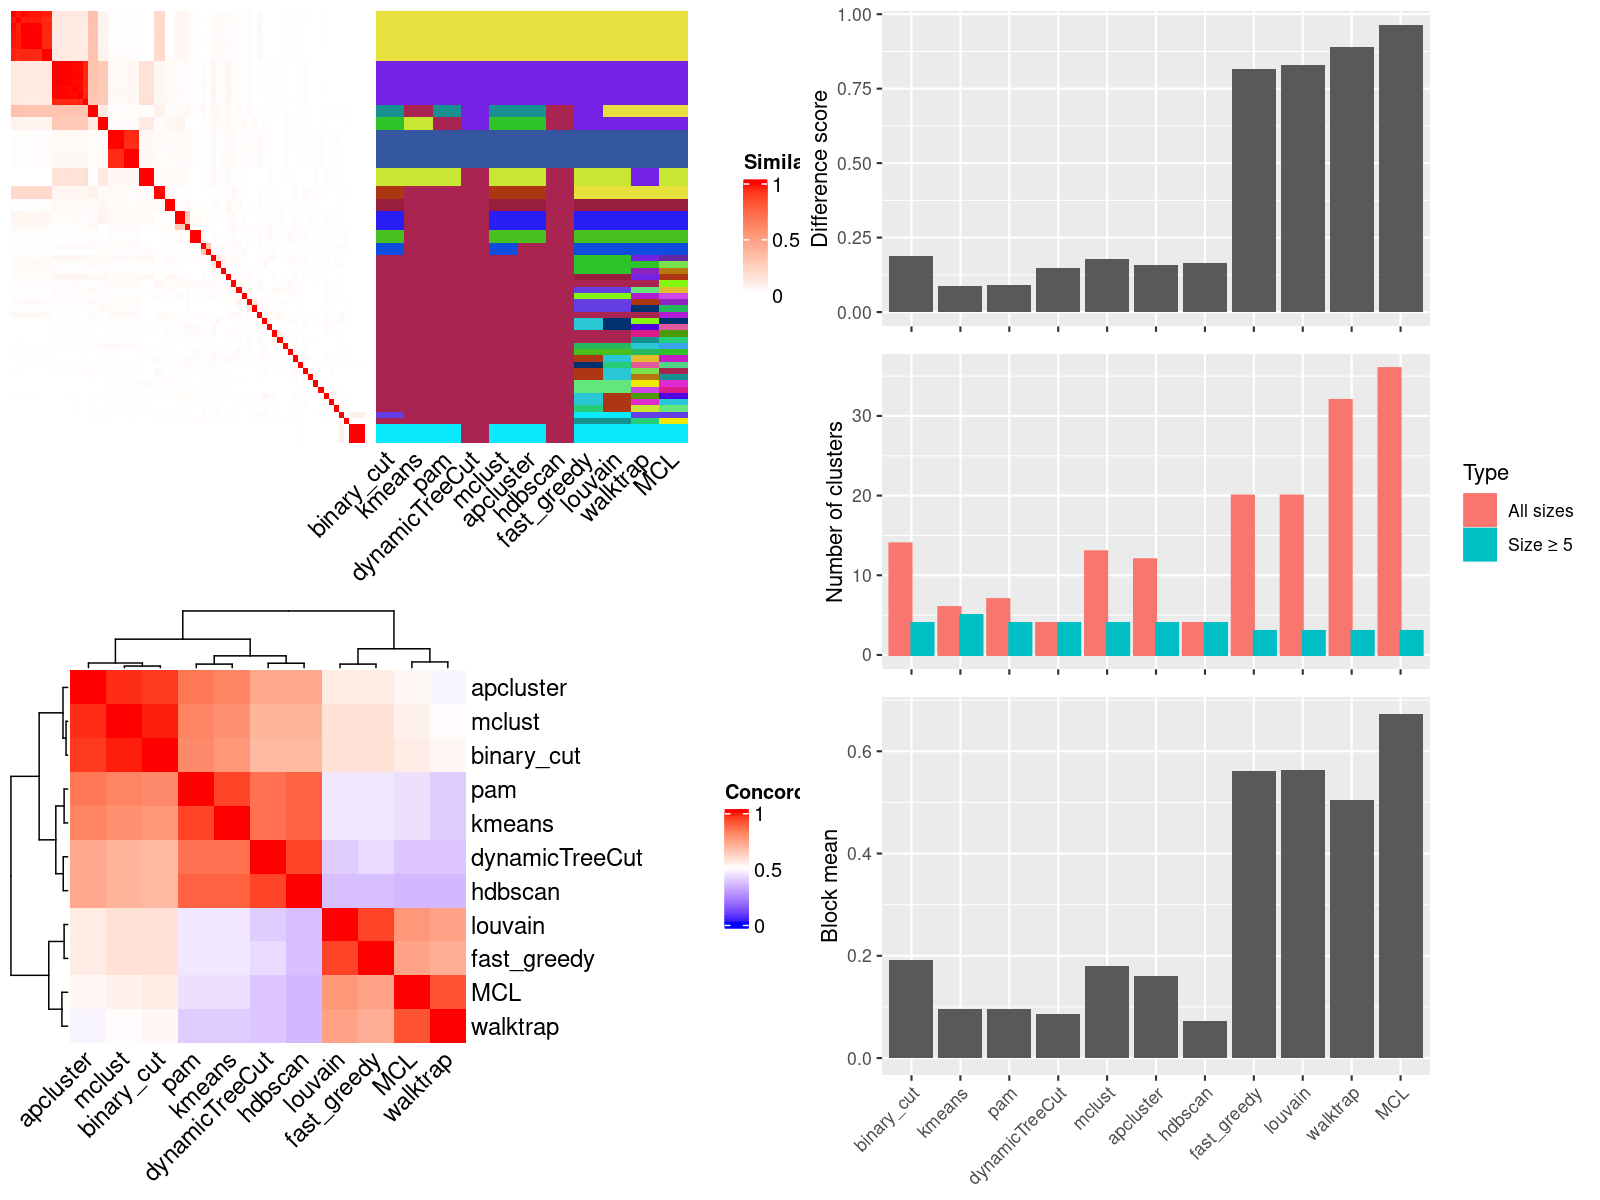 Simila
1
0.5
0
binary_cut
kmeans
pam
dynamicTreeCut
mclust
apcluster
hdbscan
fast_greedy
louvain
walktrap
MCL
apcluster
mclust
binary_cut
pam
kmeans
dynamicTreeCut
hdbscan
louvain
fast_greedy
MCL
walktrap
Concord
1
0.5
0
apcluster
mclust
binary_cut
pam
kmeans
dynamicTreeCut
hdbscan
louvain
fast_greedy
MCL
walktrap
Difference score
1.00
0.75
0.50
0.25
0.00
Number of clusters
30
20
10
0
Type
All sizes
Size ≥ 5
Block mean
0.6
0.4
0.2
0.0
binary_cut
kmeans
pam
dynamicTreeCut
mclust
apcluster
hdbscan
fast_greedy
louvain
walktrap
MCL